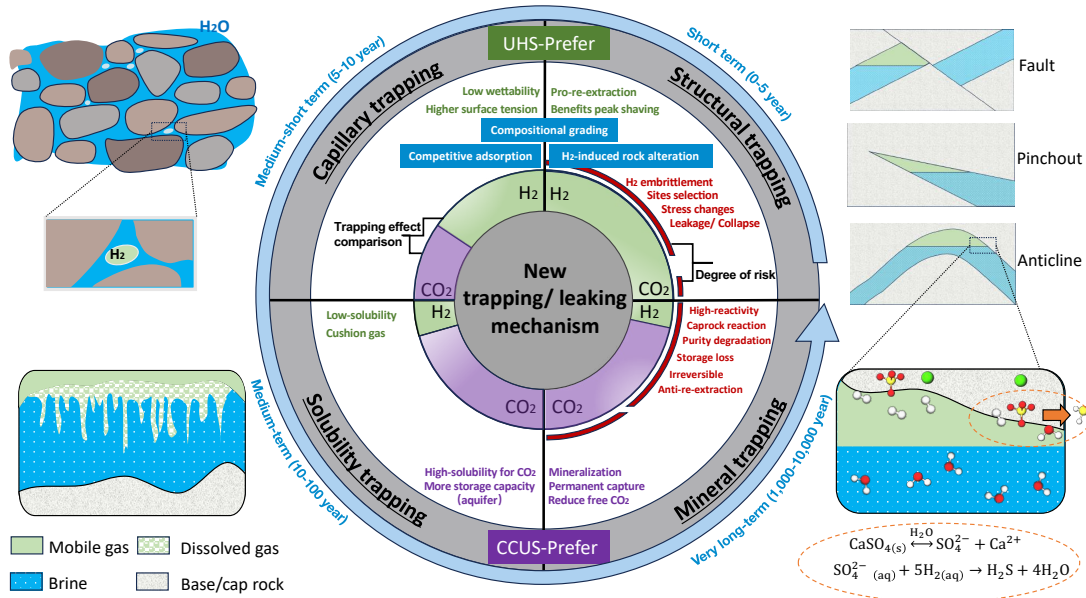 H₂O
H₂
Medium-short term (5-10 year)
Short term (0-5 year)
Medium-term (10-100 year)
Very long-term (1,000-10,000 year)
UHS-Prefer
Capillary trapping
Structural trapping
Solubility trapping
Mineral trapping
CCUS-Prefer
Low wettability
Higher surface tension
Pro-re-extraction
Benefits peak shaving
Compositional grading
Competitive adsorption
H₂-induced rock alteration
H₂ embrittlement
Sites selection
Stress changes
Leakage/ Collapse
Trapping effect
comparison
Degree of risk
H₂
H₂
CO₂
CO₂
H₂
H₂
CO₂
CO₂
New
trapping/ leaking
mechanism
Low-solubility
Cushion gas
High-reactivity
Caprock reaction
Purity degradation
Storage loss
Irreversible
Anti-re-extraction
High-solubility for CO₂
More storage capacity
(aquifer)
Mineralization
Permanent capture
Reduce free CO₂
Fault
Pinchout
Anticline
Mobile gas
Dissolved gas
Brine
Base/cap rock
CaSO₄₍ₛ₎ ⟷ SO₄²⁻ + Ca²⁺
H₂O
SO₄²⁻ (aq) + 5H₂(aq) → H₂S + 4H₂O